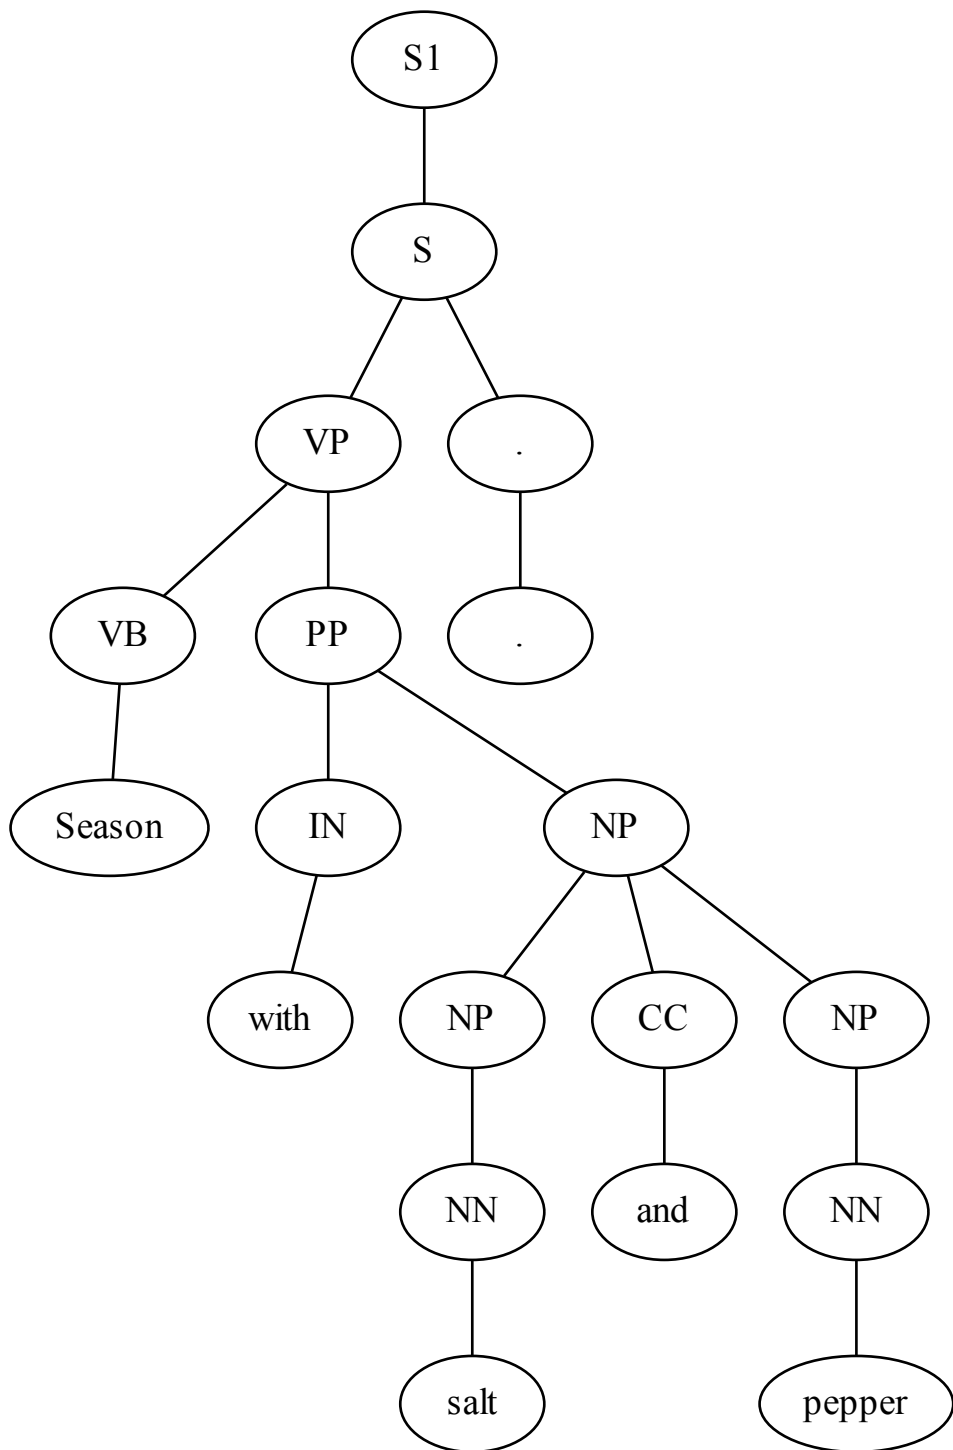 S1
S
VP .
VB PP .
Season IN NP
with NP CC NP
NN and NN
salt pepper